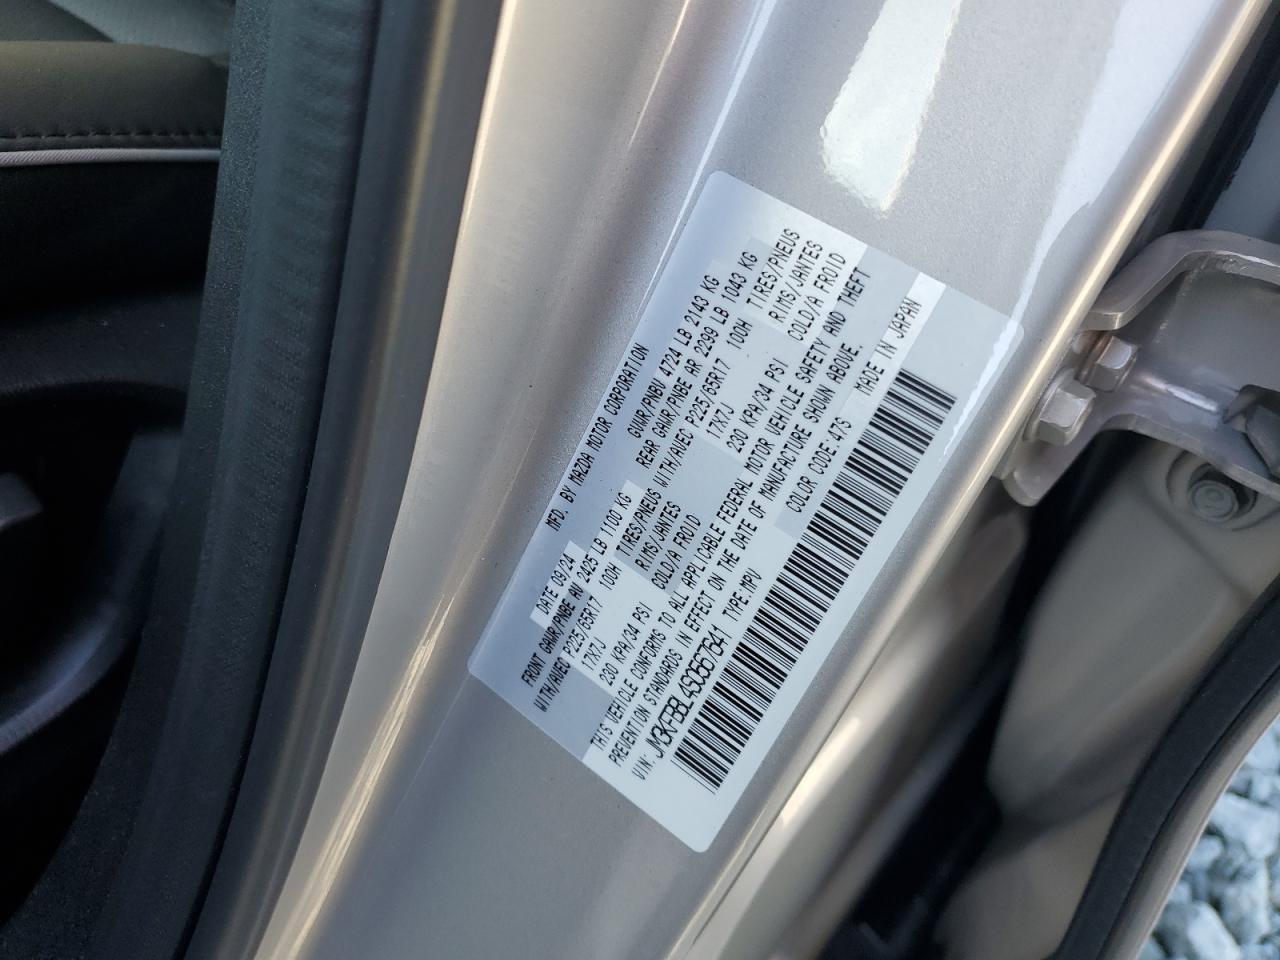 MFD. BY MAZDA MOTOR CORPORATION
DATE 09/24 GVWR/PNBV 4724 LB 2143 KG
FRONT GAWR/PNBE AV 2425 LB 1100 KG REAR GAWR/PNBE AR 2299 LB 1043 KG
WITH/AVEC P225/65R17 100H TIRES/PNEUS WITH/AVEC P225/65R17 100H TIRES/PNEUS
17X7J RIMS/JANTES 17X7J RIMS/JANTES
230 KPA/34 PSI COLD/A FROID 230 KPA/34 PSI COLD/A FROID
THIS VEHICLE CONFORMS TO ALL APPLICABLE FEDERAL MOTOR VEHICLE SAFETY AND THEFT
PREVENTION STANDARDS IN EFFECT ON THE DATE OF MANUFACTURE SHOWN ABOVE.
VIN: JM3KFBBL4S0567641 TYPE:MPV COLOR CODE:47S MADE IN JAPAN